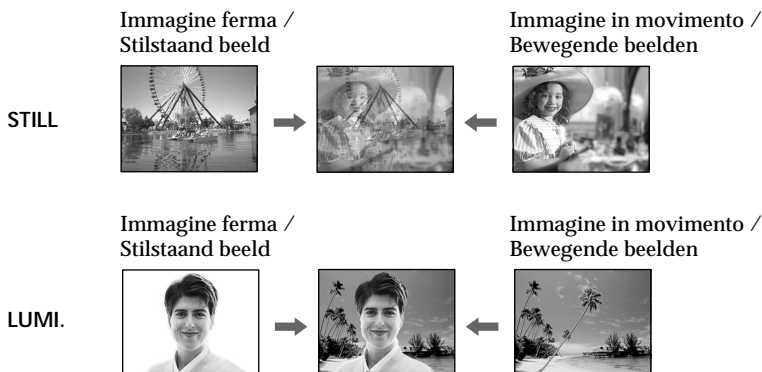 Immagine ferma /
Stilstaand beeld
Immagine in movimento /
Bewegende beelden
STILL
Immagine ferma /
Stilstaand beeld
Immagine in movimento /
Bewegende beelden
LUMI.